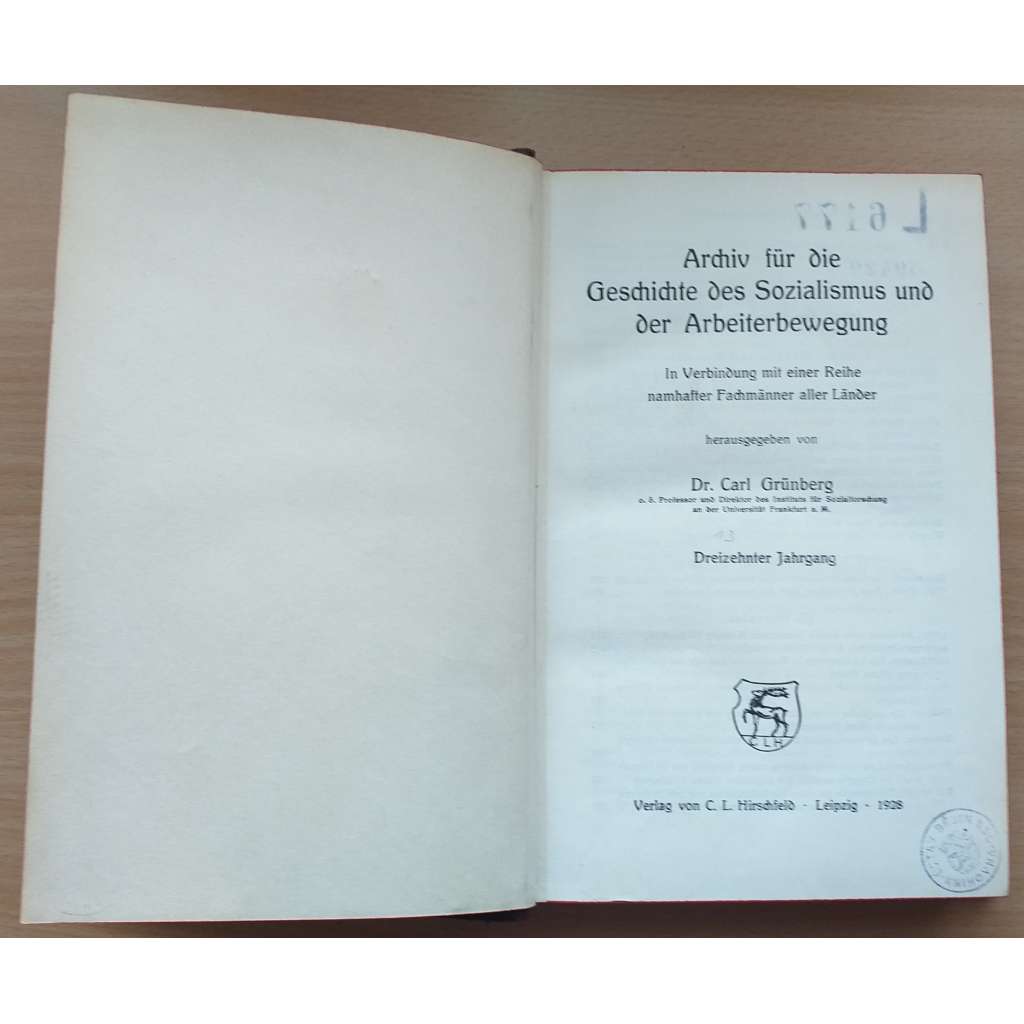 L 6177
Archiv für die
Geschichte des Sozialismus und
der Arbeiterbewegung
In Verbindung mit einer Reihe
namhafter Fachmänner aller Länder
herausgegeben von
Dr. Carl Grünberg
o. ö. Professor und Direktor des Instituts für Sozialforschung
an der Universität Frankfurt a. M.
13
Dreizehnter Jahrgang
CLH
Verlag von C. L. Hirschfeld - Leipzig - 1928